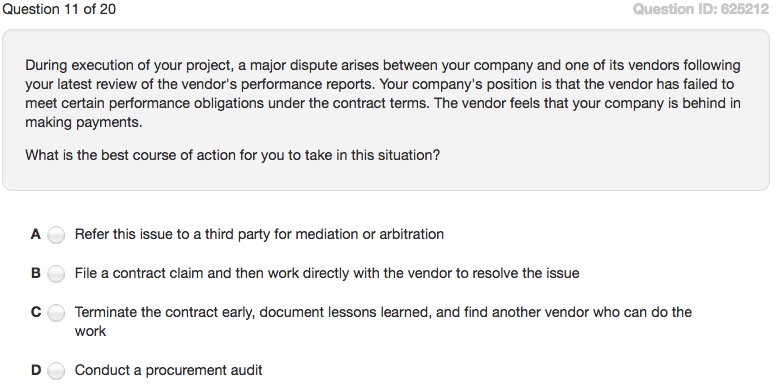 Question 11 of 20 Question ID: 625212
During execution of your project, a major dispute arises between your company and one of its vendors following
your latest review of the vendor's performance reports. Your company's position is that the vendor has failed to
meet certain performance obligations under the contract terms. The vendor feels that your company is behind in
making payments.
What is the best course of action for you to take in this situation?
A Refer this issue to a third party for mediation or arbitration
B File a contract claim and then work directly with the vendor to resolve the issue
C Terminate the contract early, document lessons learned, and find another vendor who can do the
work
D Conduct a procurement audit